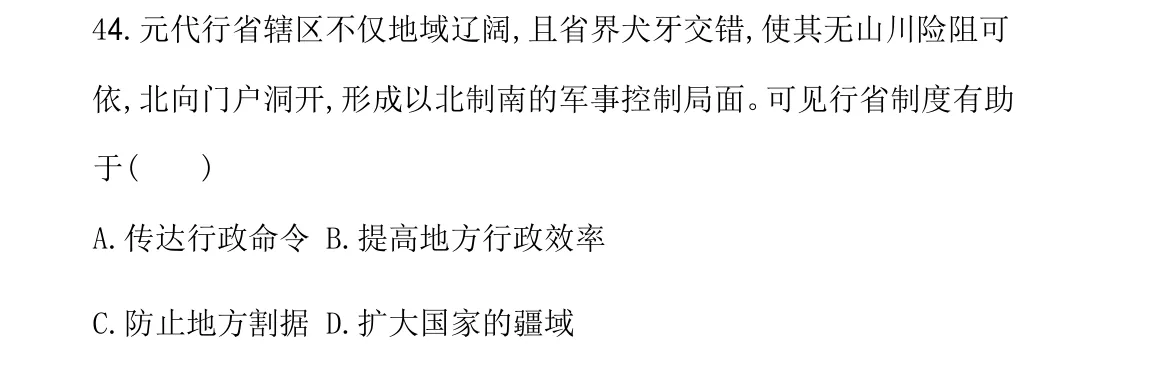 44.元代行省辖区不仅地域辽阔,且省界犬牙交错,使其无山川险阻可
依,北向门户洞开,形成以北制南的军事控制局面。可见行省制度有助
于(　　)
A.传达行政命令 B.提高地方行政效率
C.防止地方割据 D.扩大国家的疆域